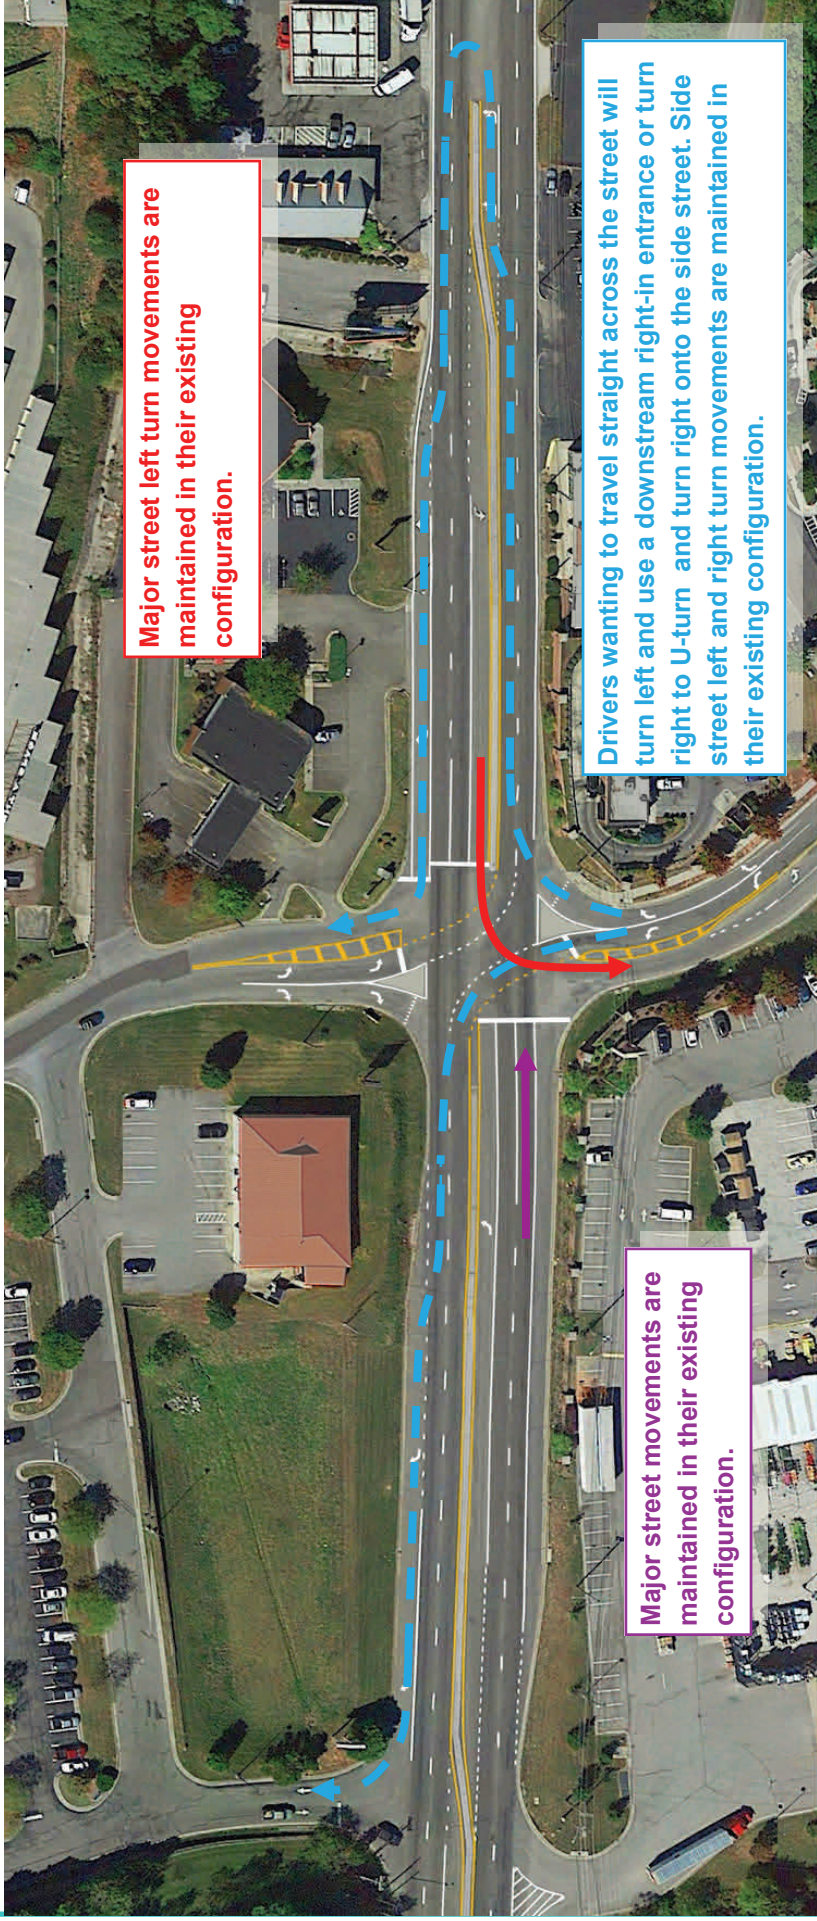 Major street left turn movements are
maintained in their existing
configuration.
Drivers wanting to travel straight across the street will
turn left and use a downstream right-in entrance or turn
right to U-turn and turn right onto the side street. Side
street left and right turn movements are maintained in
their existing configuration.
Major street movements are
maintained in their existing
configuration.